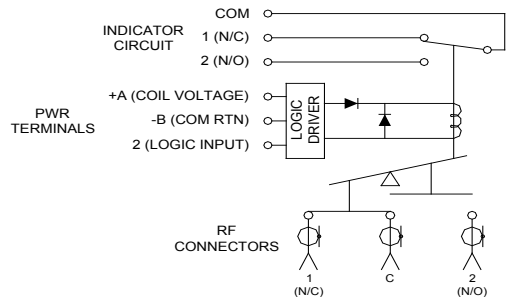 COM
INDICATOR
CIRCUIT
1 (N/C)
2 (N/O)
PWR
TERMINALS
+A (COIL VOLTAGE)
-B (COM RTN)
2 (LOGIC INPUT)
LOGIC
DRIVER
RF
CONNECTORS
1
(N/C)
C
2
(N/O)